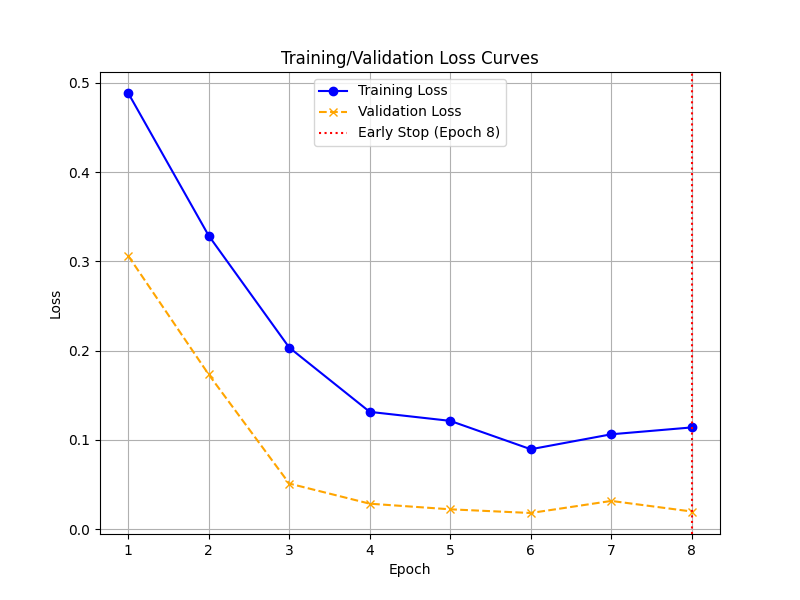 Training/Validation Loss Curves
Training Loss
Validation Loss
Early Stop (Epoch 8)
0.5
0.4
0.3
0.2
0.1
0.0
Loss
1 2 3 4 5 6 7 8
Epoch